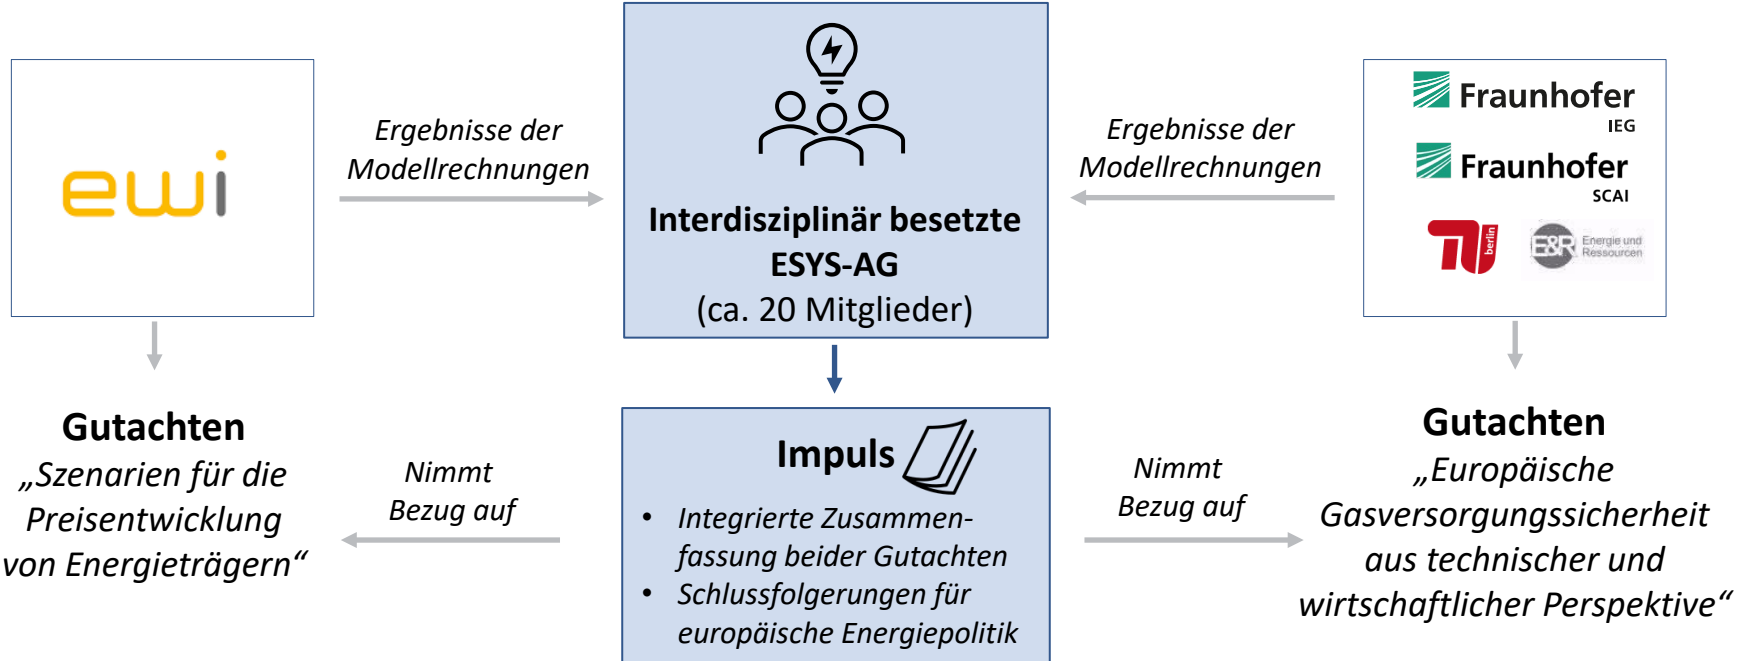 ewi
Ergebnisse der
Modellrechnungen
Interdisziplinär besetzte
ESYS-AG
(ca. 20 Mitglieder)
Ergebnisse der
Modellrechnungen
Fraunhofer
IEG
Fraunhofer
SCAI
TU berlin
E&R Energie und
Ressourcen
Gutachten
„Szenarien für die
Preisentwicklung
von Energieträgern“
Nimmt
Bezug auf
Impuls
• Integrierte Zusammen-
fassung beider Gutachten
• Schlussfolgerungen für
europäische Energiepolitik
Nimmt
Bezug auf
Gutachten
„Europäische
Gasversorgungssicherheit
aus technischer und
wirtschaftlicher Perspektive“